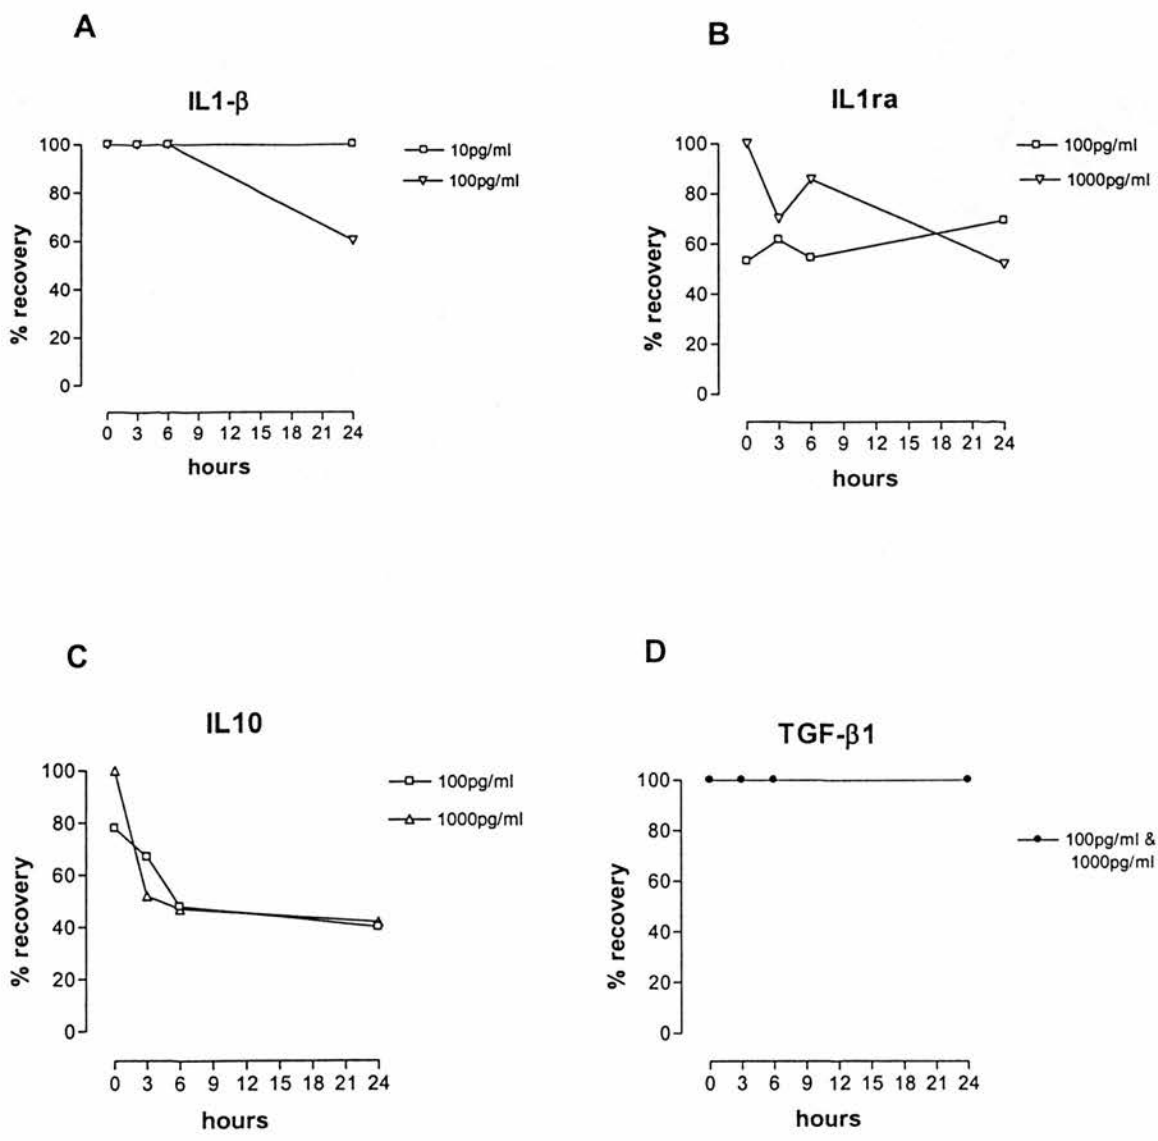 A
IL1-β
100
80
60
40
20
0
% recovery
0 3 6 9 12 15 18 21 24
hours
10pg/ml
100pg/ml
B
IL1ra
100
80
60
40
20
0
% recovery
0 3 6 9 12 15 18 21 24
hours
100pg/ml
1000pg/ml
C
IL10
100
80
60
40
20
0
% recovery
0 3 6 9 12 15 18 21 24
hours
100pg/ml
1000pg/ml
D
TGF-β1
100
80
60
40
20
0
% recovery
0 3 6 9 12 15 18 21 24
hours
100pg/ml &
1000pg/ml